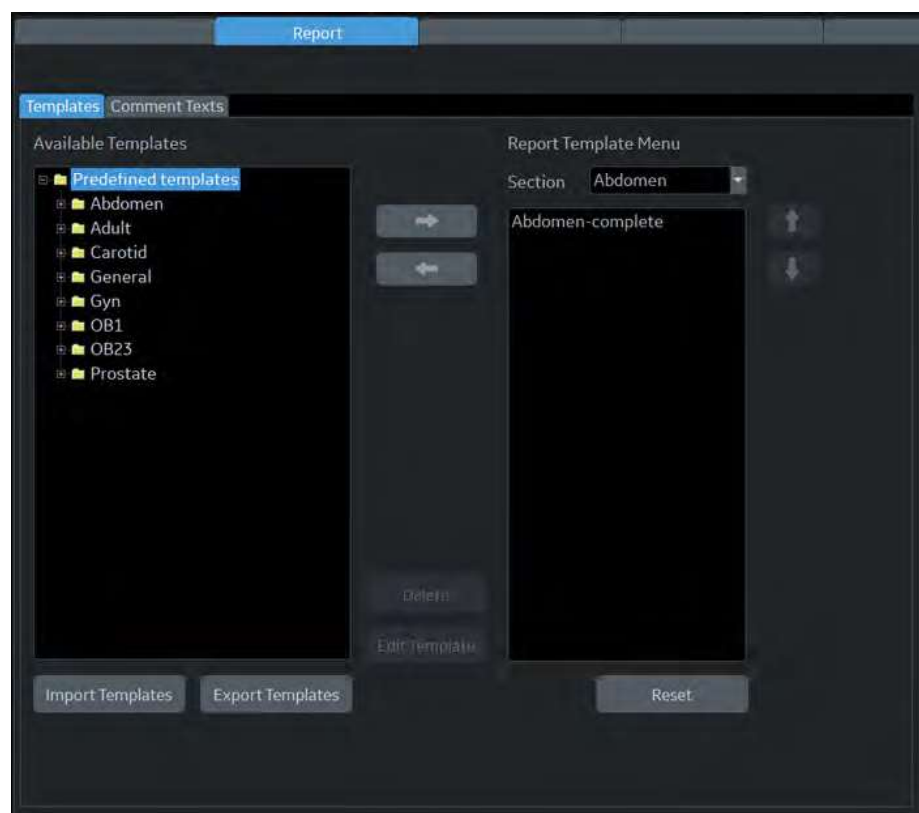 Report
Templates Comment Texts
Available Templates
Predefined templates
Abdomen
Adult
Carotid
General
Gyn
OB1
OB23
Prostate
Report Template Menu
Section Abdomen
Abdomen-complete
Delete
Edit Template
Import Templates Export Templates
Reset